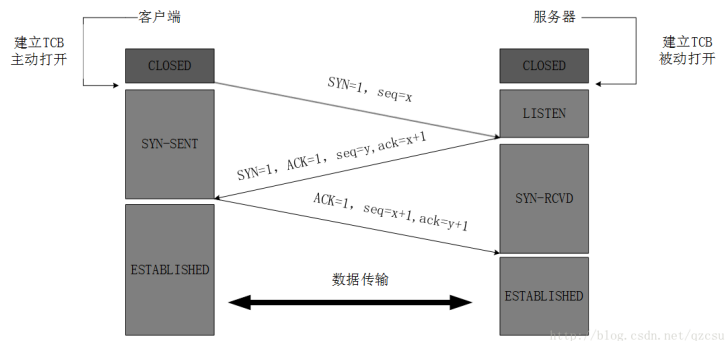 客户端
服务器
建立TCB
主动打开
建立TCB
被动打开
CLOSED
CLOSED
SYN=1, seq=x
LISTEN
SYN-SENT
SYN=1, ACK=1, seq=y,ack=x+1
SYN-RCVD
ACK=1, seq=x+1,ack=y+1
ESTABLISHED
数据传输
ESTABLISHED
http://blog.csdn.net/qzcsu